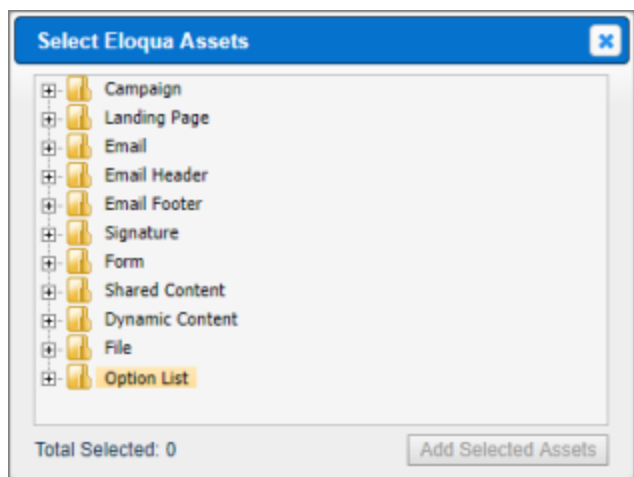 Select Eloqua Assets
Campaign
Landing Page
Email
Email Header
Email Footer
Signature
Form
Shared Content
Dynamic Content
File
Option List
Total Selected: 0 Add Selected Assets